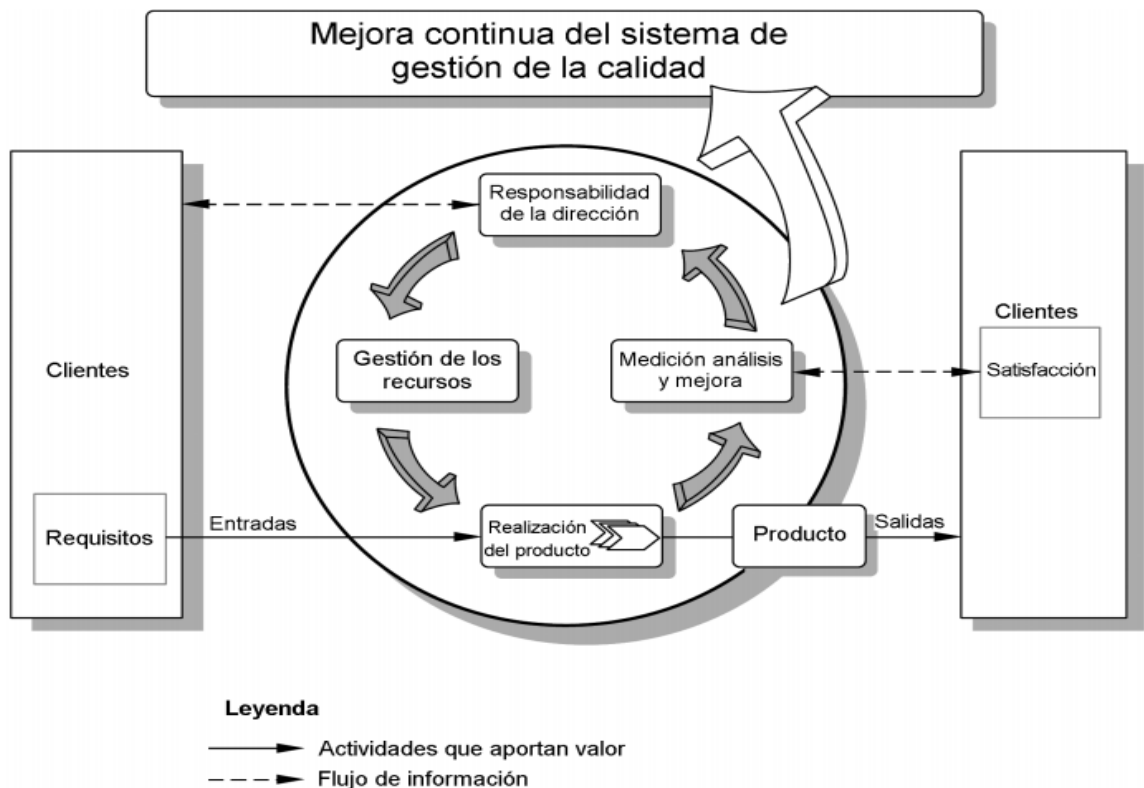 Mejora continua del sistema de
gestión de la calidad
Responsabilidad
de la dirección
Clientes
Gestión de los
recursos
Medición análisis
y mejora
Clientes
Satisfacción
Requisitos
Entradas
Realización
del producto
Producto
Salidas
Leyenda
Actividades que aportan valor
Flujo de información